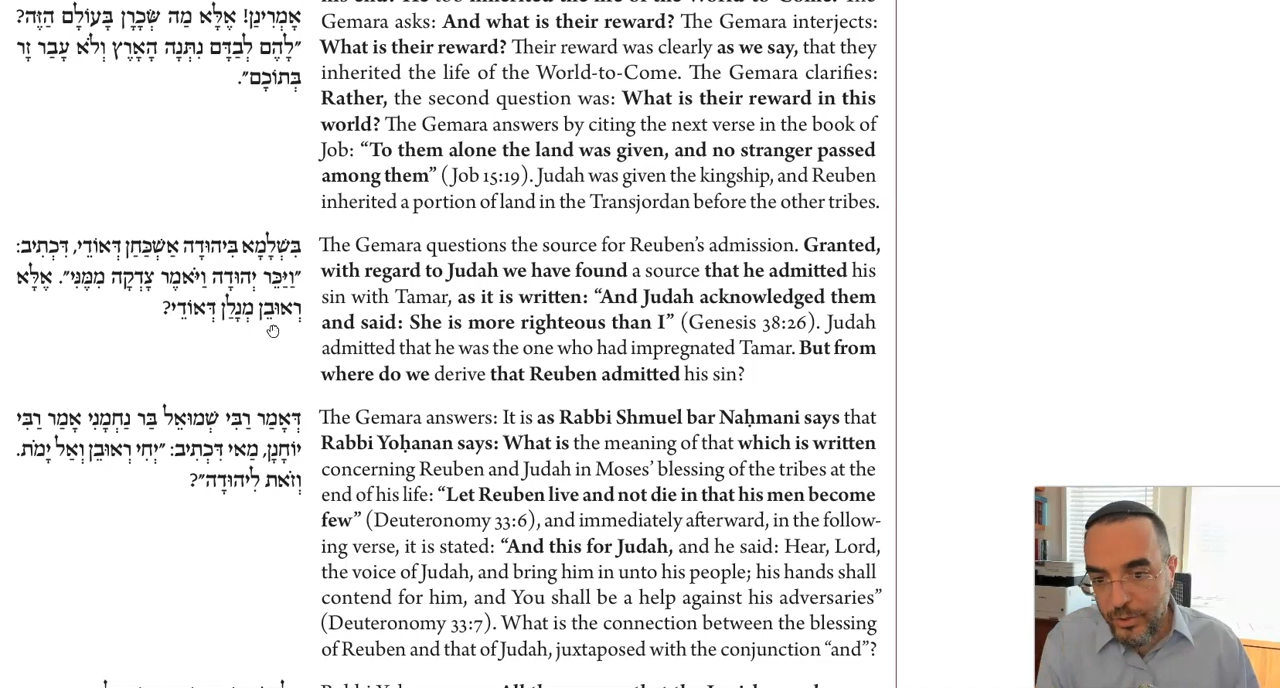 אָמְרִינַן! אֶלָּא מַה שְּׂכָרָן בָּעוֹלָם הַזֶּה?
״לָהֶם לְבַדָּם נִתְּנָה הָאָרֶץ וְלֹא עָבַר זָר
בְּתוֹכָם״.
Gemara asks: And what is their reward? The Gemara interjects:
What is their reward? Their reward was clearly as we say, that they
inherited the life of the World-to-Come. The Gemara clarifies:
Rather, the second question was: What is their reward in this
world? The Gemara answers by citing the next verse in the book of
Job: “To them alone the land was given, and no stranger passed
among them” (Job 15:19). Judah was given the kingship, and Reuben
inherited a portion of land in the Transjordan before the other tribes.
בִּשְׁלָמָא בִּיהוּדָה אַשְׁכַּחַן דְּאוֹדֵי, דִּכְתִיב:
״וַיַּכֵּר יְהוּדָה וַיֹּאמֶר צָדְקָה מִמֶּנִּי״. אֶלָּא
רְאוּבֵן מְנָלַן דְּאוֹדֵי?
The Gemara questions the source for Reuben’s admission. Granted,
with regard to Judah we have found a source that he admitted his
sin with Tamar, as it is written: “And Judah acknowledged them
and said: She is more righteous than I” (Genesis 38:26). Judah
admitted that he was the one who had impregnated Tamar. But from
where do we derive that Reuben admitted his sin?
דְּאָמַר רַבִּי שְׁמוּאֵל בַּר נַחְמָנִי אָמַר רַבִּי
יוֹחָנָן, מַאי דִּכְתִיב: ״יְחִי רְאוּבֵן וְאַל יָמֹת.
וְזֹאת לִיהוּדָה״?
The Gemara answers: It is as Rabbi Shmuel bar Naḥmani says that
Rabbi Yoḥanan says: What is the meaning of that which is written
concerning Reuben and Judah in Moses’ blessing of the tribes at the
end of his life: “Let Reuben live and not die in that his men become
few” (Deuteronomy 33:6), and immediately afterward, in the follow-
ing verse, it is stated: “And this for Judah, and he said: Hear, Lord,
the voice of Judah, and bring him in unto his people; his hands shall
contend for him, and You shall be a help against his adversaries”
(Deuteronomy 33:7). What is the connection between the blessing
of Reuben and that of Judah, juxtaposed with the conjunction “and”?